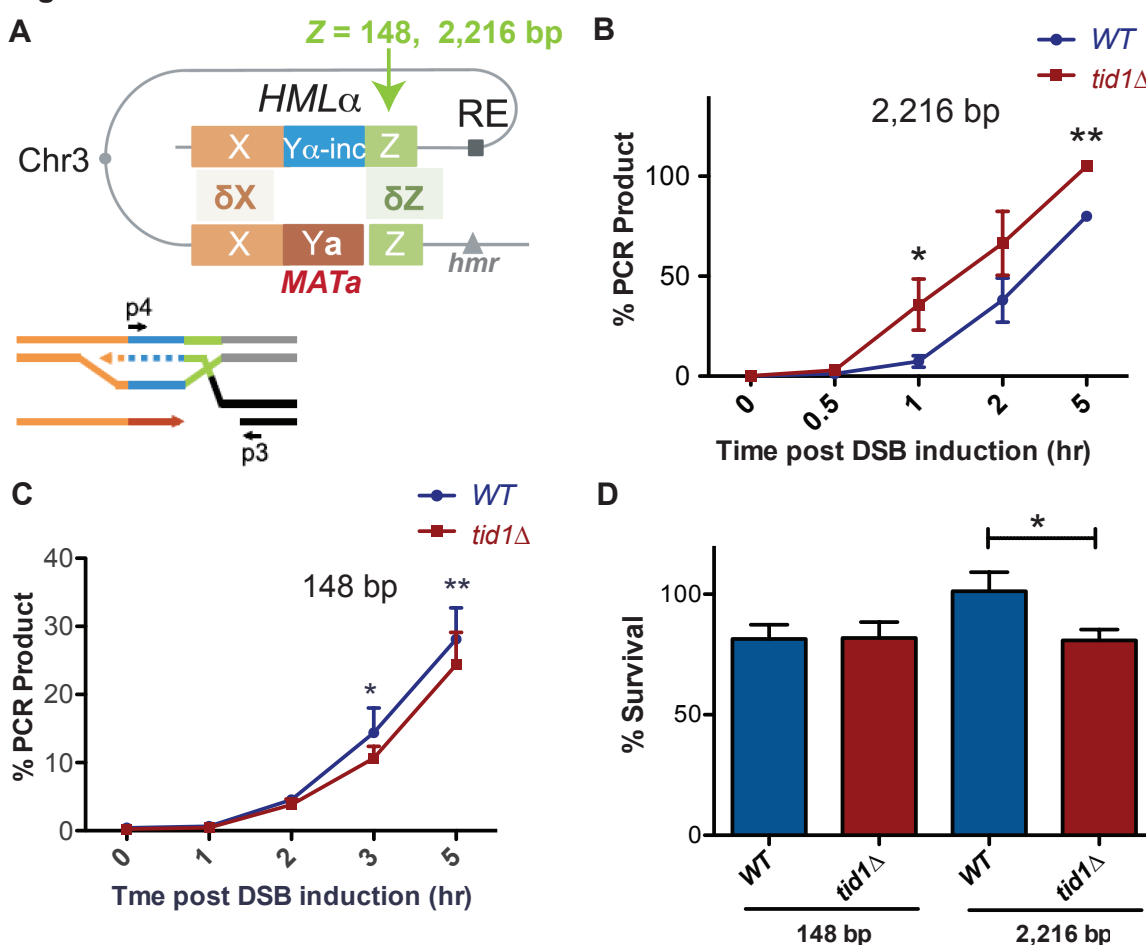 A
Z = 148, 2,216 bp
HMLα
RE
X
Yα-inc
Z
Chr3
δX
δZ
X
Ya
Z
hmr
MATa
p4
p3
B
WT
tid1Δ
2,216 bp
**
*
% PCR Product
100
50
0
0
0.5
1
2
5
Time post DSB induction (hr)
C
WT
tid1Δ
148 bp
**
*
% PCR Product
40
30
20
10
0
0
1
2
3
5
Tme post DSB induction (hr)
D
*
% Survival
100
50
0
WT
tid1Δ
WT
tid1Δ
148 bp
2,216 bp